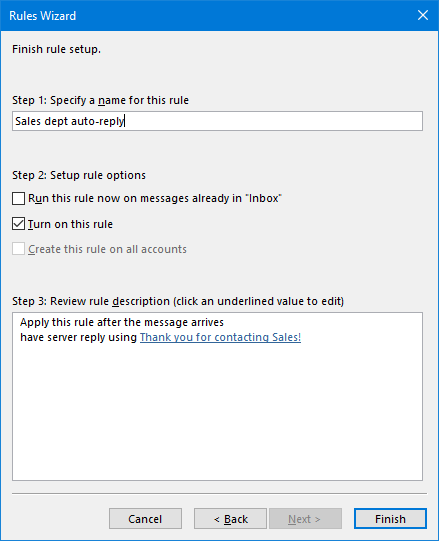 Rules Wizard
Finish rule setup.
Step 1: Specify a name for this rule
Sales dept auto-reply
Step 2: Setup rule options
Run this rule now on messages already in "Inbox"
Turn on this rule
Create this rule on all accounts
Step 3: Review rule description (click an underlined value to edit)
Apply this rule after the message arrives
have server reply using Thank you for contacting Sales!
Cancel < Back Next > Finish